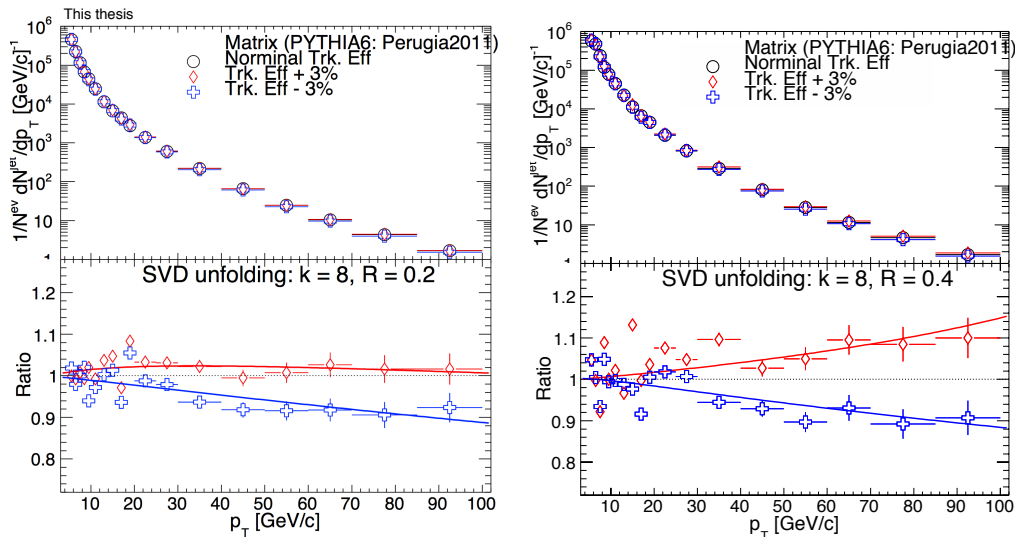 This thesis
1/N^ev dN^jet/dp_T [GeV/c]^-1
10^6
10^5
10^4
10^3
10^2
10
1
Matrix (PYTHIA6: Perugia2011)
Norminal Trk. Eff
Trk. Eff + 3%
Trk. Eff - 3%
SVD unfolding: k = 8, R = 0.2
Ratio
1.2
1.1
1
0.9
0.8
10 20 30 40 50 60 70 80 90 100
p_T [GeV/c]
1/N^ev dN^jet/dp_T [GeV/c]^-1
10^6
10^5
10^4
10^3
10^2
10
1
Matrix (PYTHIA6: Perugia2011)
Norminal Trk. Eff
Trk. Eff + 3%
Trk. Eff - 3%
SVD unfolding: k = 8, R = 0.4
Ratio
1.2
1.1
1
0.9
0.8
10 20 30 40 50 60 70 80 90 100
p_T [GeV/c]